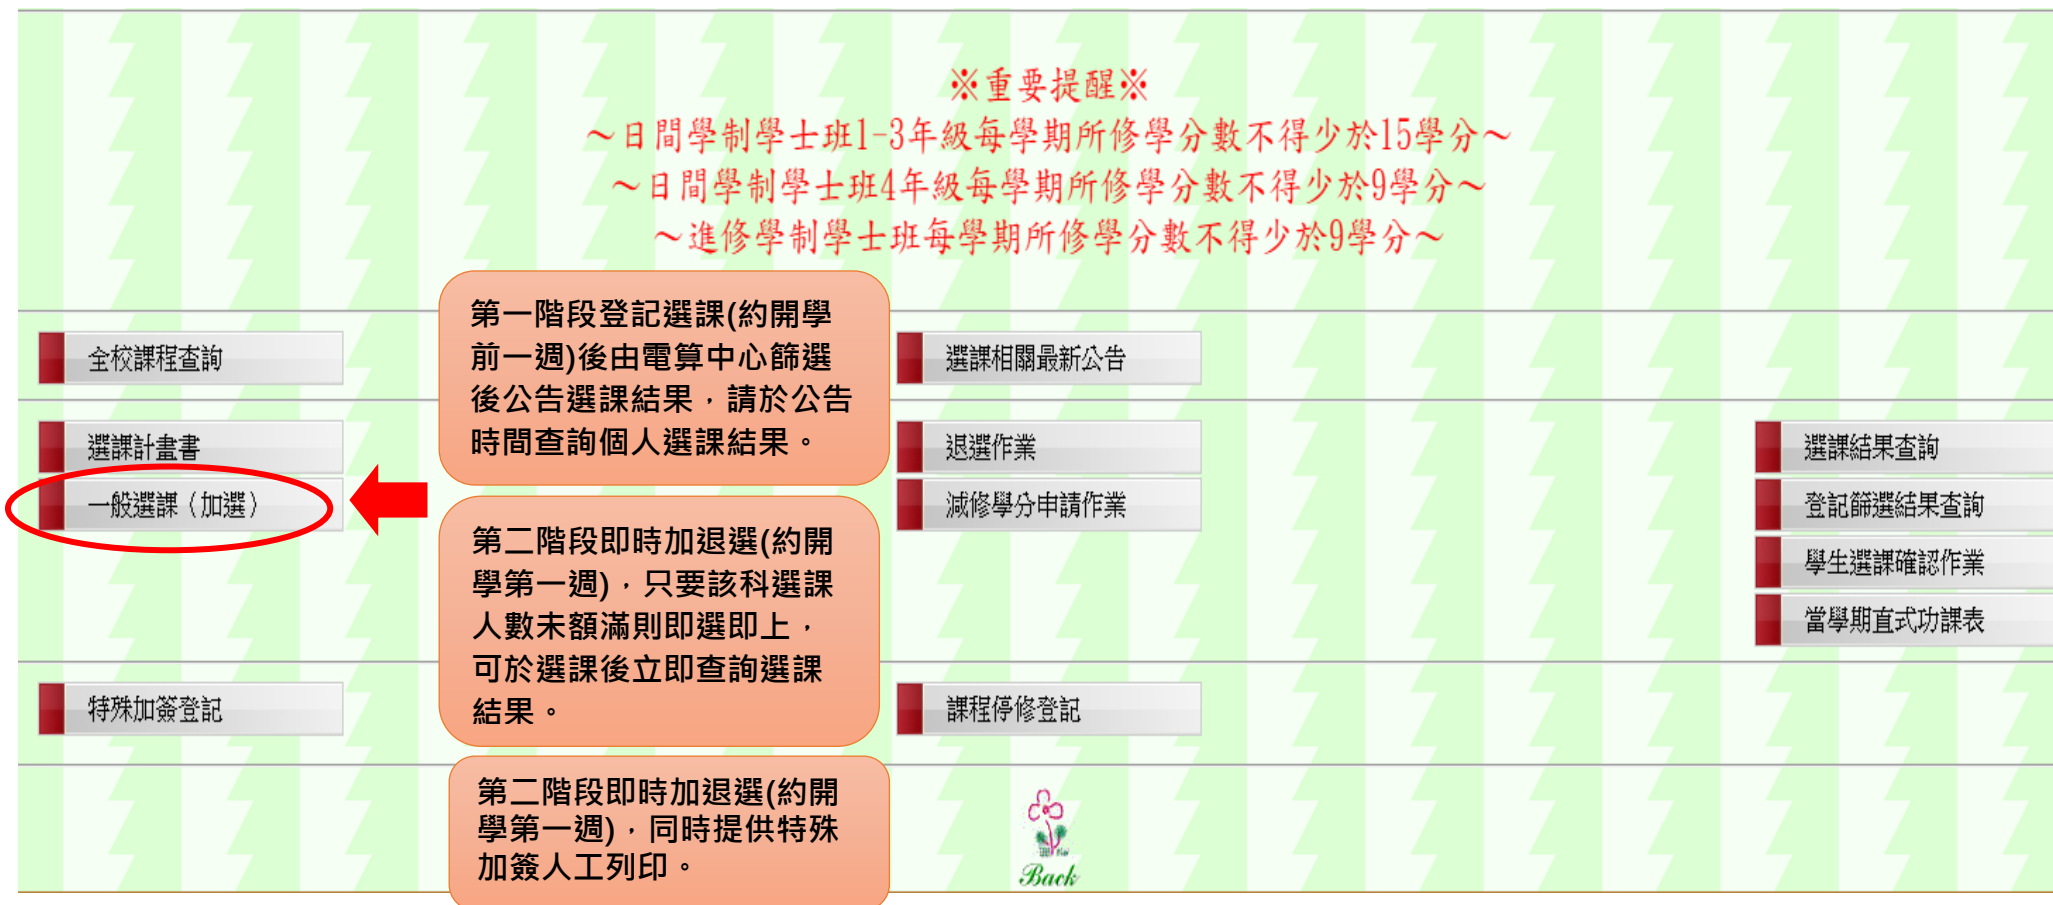 ※重要提醒※
～日間學制學士班1-3年級每學期所修學分數不得少於15學分～
～日間學制學士班4年級每學期所修學分數不得少於9學分～
～進修學制學士班每學期所修學分數不得少於9學分～
第一階段登記選課(約開學
前一週)後由電算中心篩選
後公告選課結果，請於公告
時間查詢個人選課結果。
全校課程查詢
選課相關最新公告
選課計畫書
退選作業
選課結果查詢
一般選課（加選）
減修學分申請作業
登記篩選結果查詢
第二階段即時加退選(約開
學第一週)，只要該科選課
人數未額滿則即選即上，
可於選課後立即查詢選課
結果。
學生選課確認作業
當學期直式功課表
特殊加簽登記
課程停修登記
第二階段即時加退選(約開
學第一週)，同時提供特殊
加簽人工列印。
Back